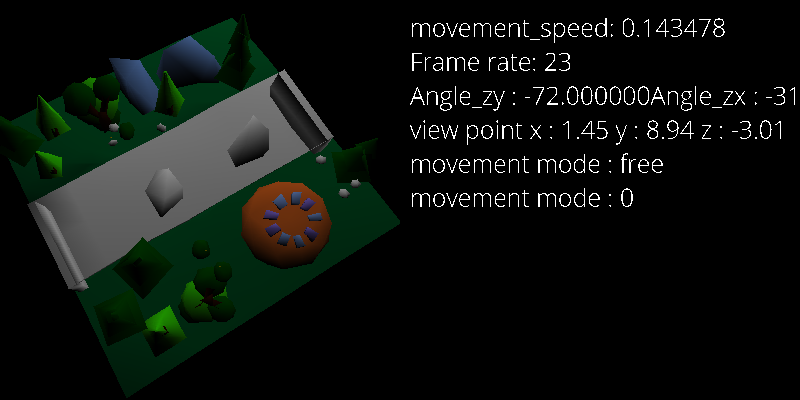 movement_speed: 0.143478
Frame rate: 23
Angle_zy : -72.000000Angle_zx : -31
view point x : 1.45 y : 8.94 z : -3.01
movement mode : free
movement mode : 0